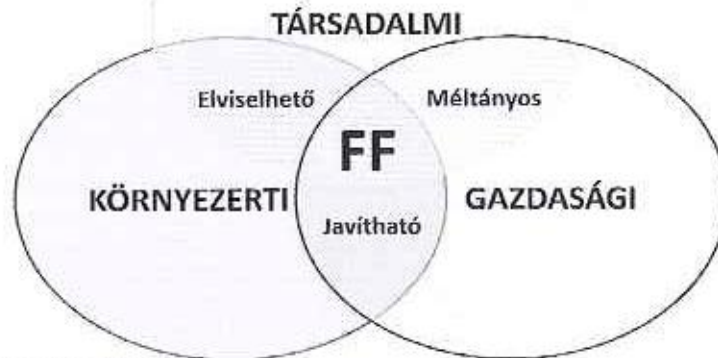 TÁRSADALMI
Elviselhető
Méltányos
FF
KÖRNYEZERTI
GAZDASÁGI
Javítható